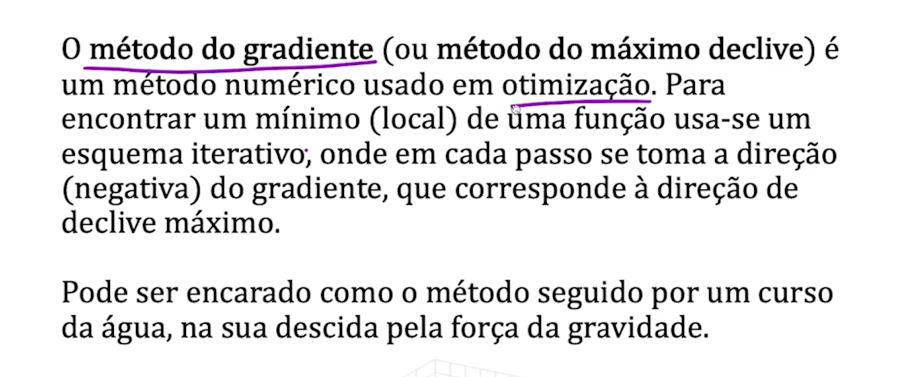 O método do gradiente (ou método do máximo declive) é
um método numérico usado em otimização. Para
encontrar um mínimo (local) de uma função usa-se um
esquema iterativo, onde em cada passo se toma a direção
(negativa) do gradiente, que corresponde à direção de
declive máximo.
Pode ser encarado como o método seguido por um curso
da água, na sua descida pela força da gravidade.